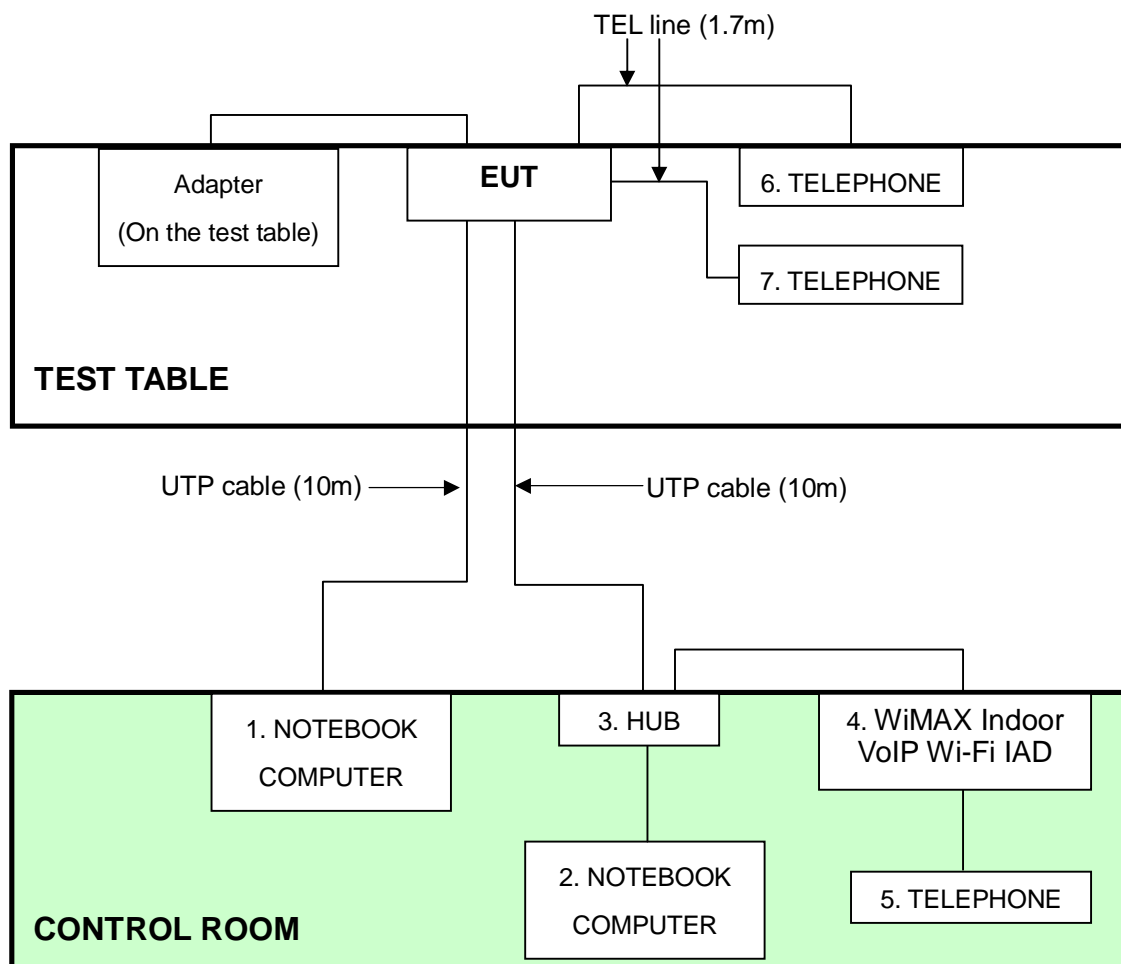 TEL line (1.7m)
Adapter
(On the test table)
EUT
6. TELEPHONE
7. TELEPHONE
TEST TABLE
UTP cable (10m)
UTP cable (10m)
1. NOTEBOOK
COMPUTER
3. HUB
4. WiMAX Indoor
VoIP Wi-Fi IAD
2. NOTEBOOK
COMPUTER
5. TELEPHONE
CONTROL ROOM